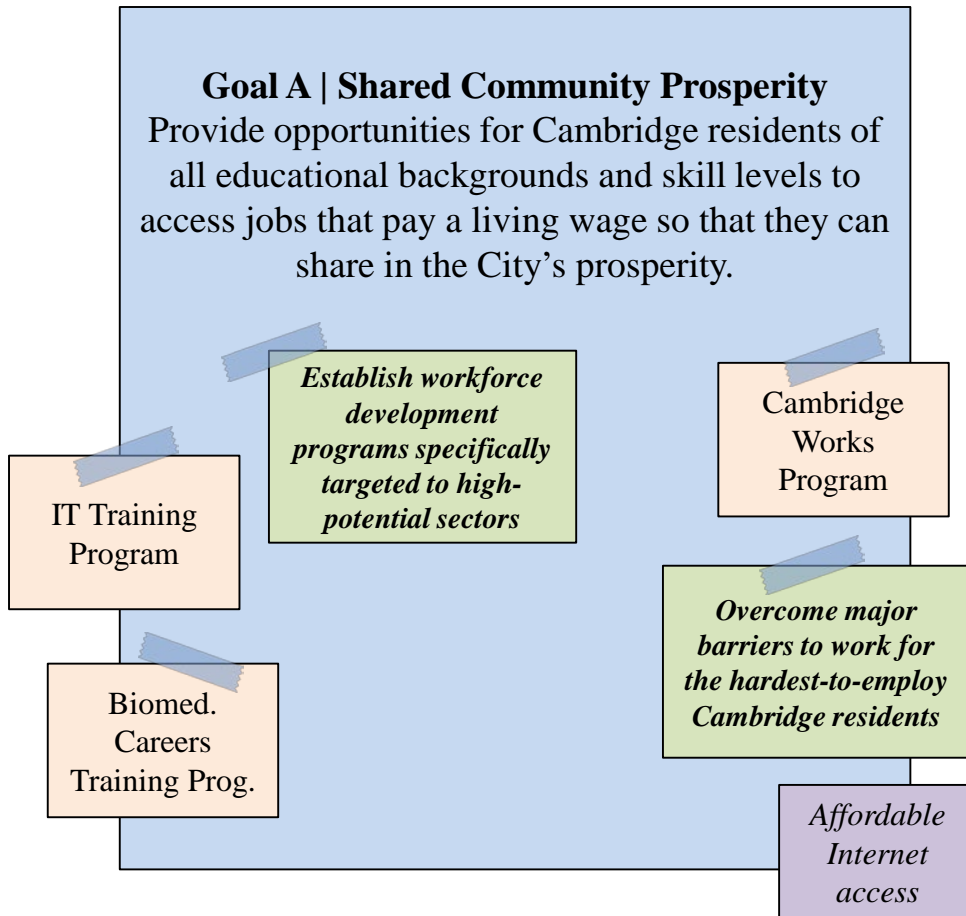 Goal A | Shared Community Prosperity
Provide opportunities for Cambridge residents of
all educational backgrounds and skill levels to
access jobs that pay a living wage so that they can
share in the City’s prosperity.
Establish workforce
development
programs specifically
targeted to high-
potential sectors
Cambridge
Works
Program
IT Training
Program
Overcome major
barriers to work for
the hardest-to-employ
Cambridge residents
Biomed.
Careers
Training Prog.
Affordable
Internet
access